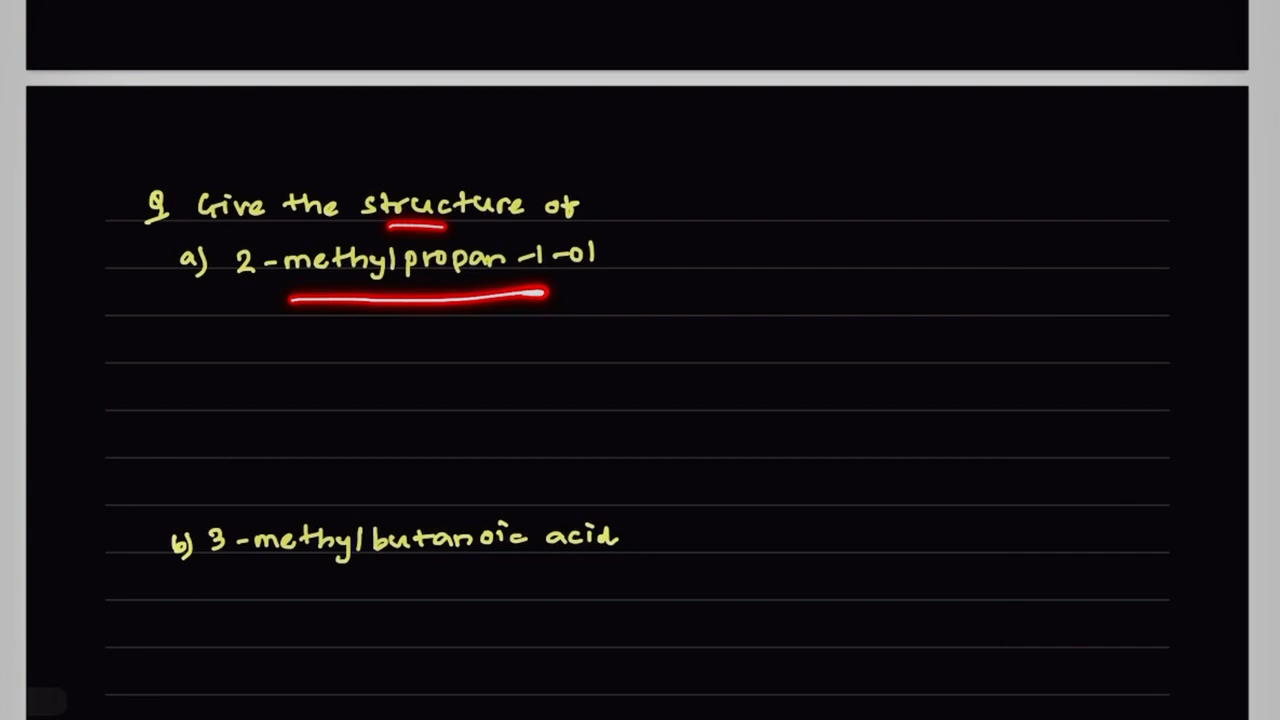 Q Give the structure of
a) 2-methylpropan-1-ol
b) 3-methylbutanoic acid